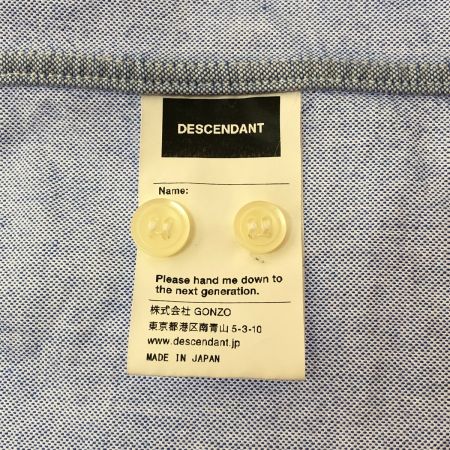 DESCENDANT
Name:
Please hand me down to
the next generation.
株式会社 GONZO
東京都港区南青山 5-3-10
www.descendant.jp
MADE IN JAPAN